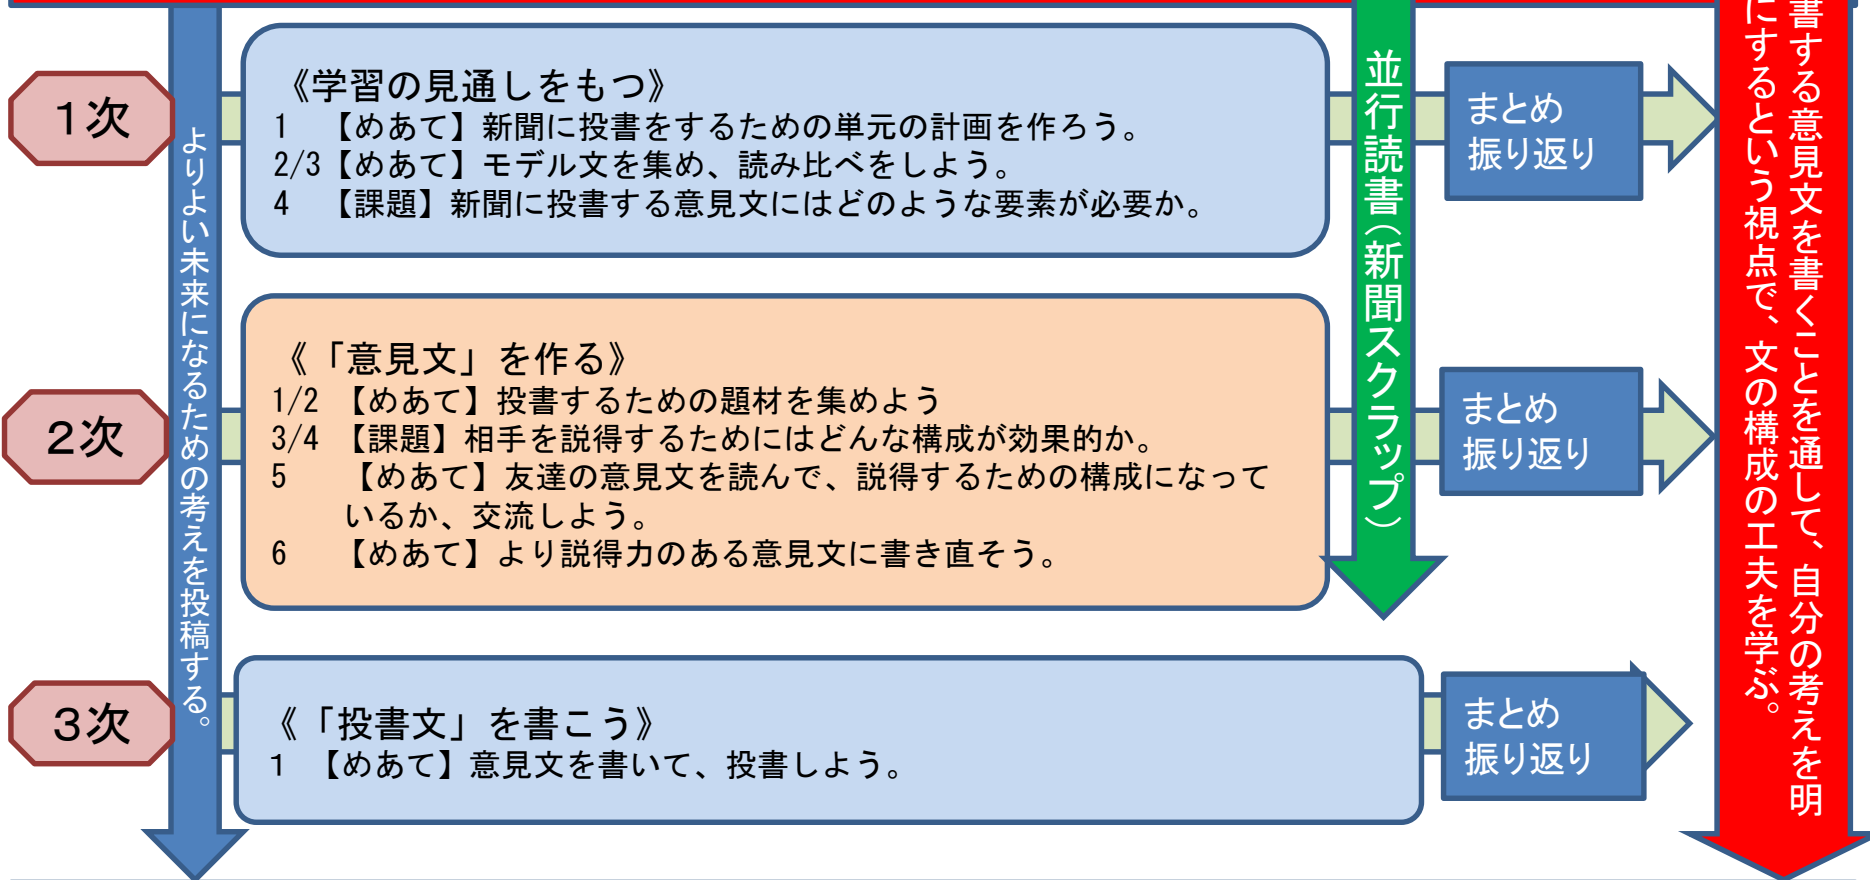 1次
よりよい未来になるための考えを投稿する。
《学習の見通しをもつ》
1 【めあて】新聞に投書をするための単元の計画を作ろう。
2/3【めあて】モデル文を集め、読み比べをしよう。
4 【課題】新聞に投書する意見文にはどのような要素が必要か。
並行読書(新聞スクラップ)
まとめ
振り返り
2次
《「意見文」を作る》
1/2 【めあて】投書するための題材を集めよう
3/4 【課題】相手を説得するためにはどんな構成が効果的か。
5 【めあて】友達の意見文を読んで、説得するための構成になって
いるか、交流しよう。
6 【めあて】より説得力のある意見文に書き直そう。
まとめ
振り返り
3次
《「投書文」を書こう》
1 【めあて】意見文を書いて、投書しよう。
まとめ
振り返り
書する意見文を書くことを通して、自分の考えを明
にするという視点で、文の構成の工夫を学ぶ。